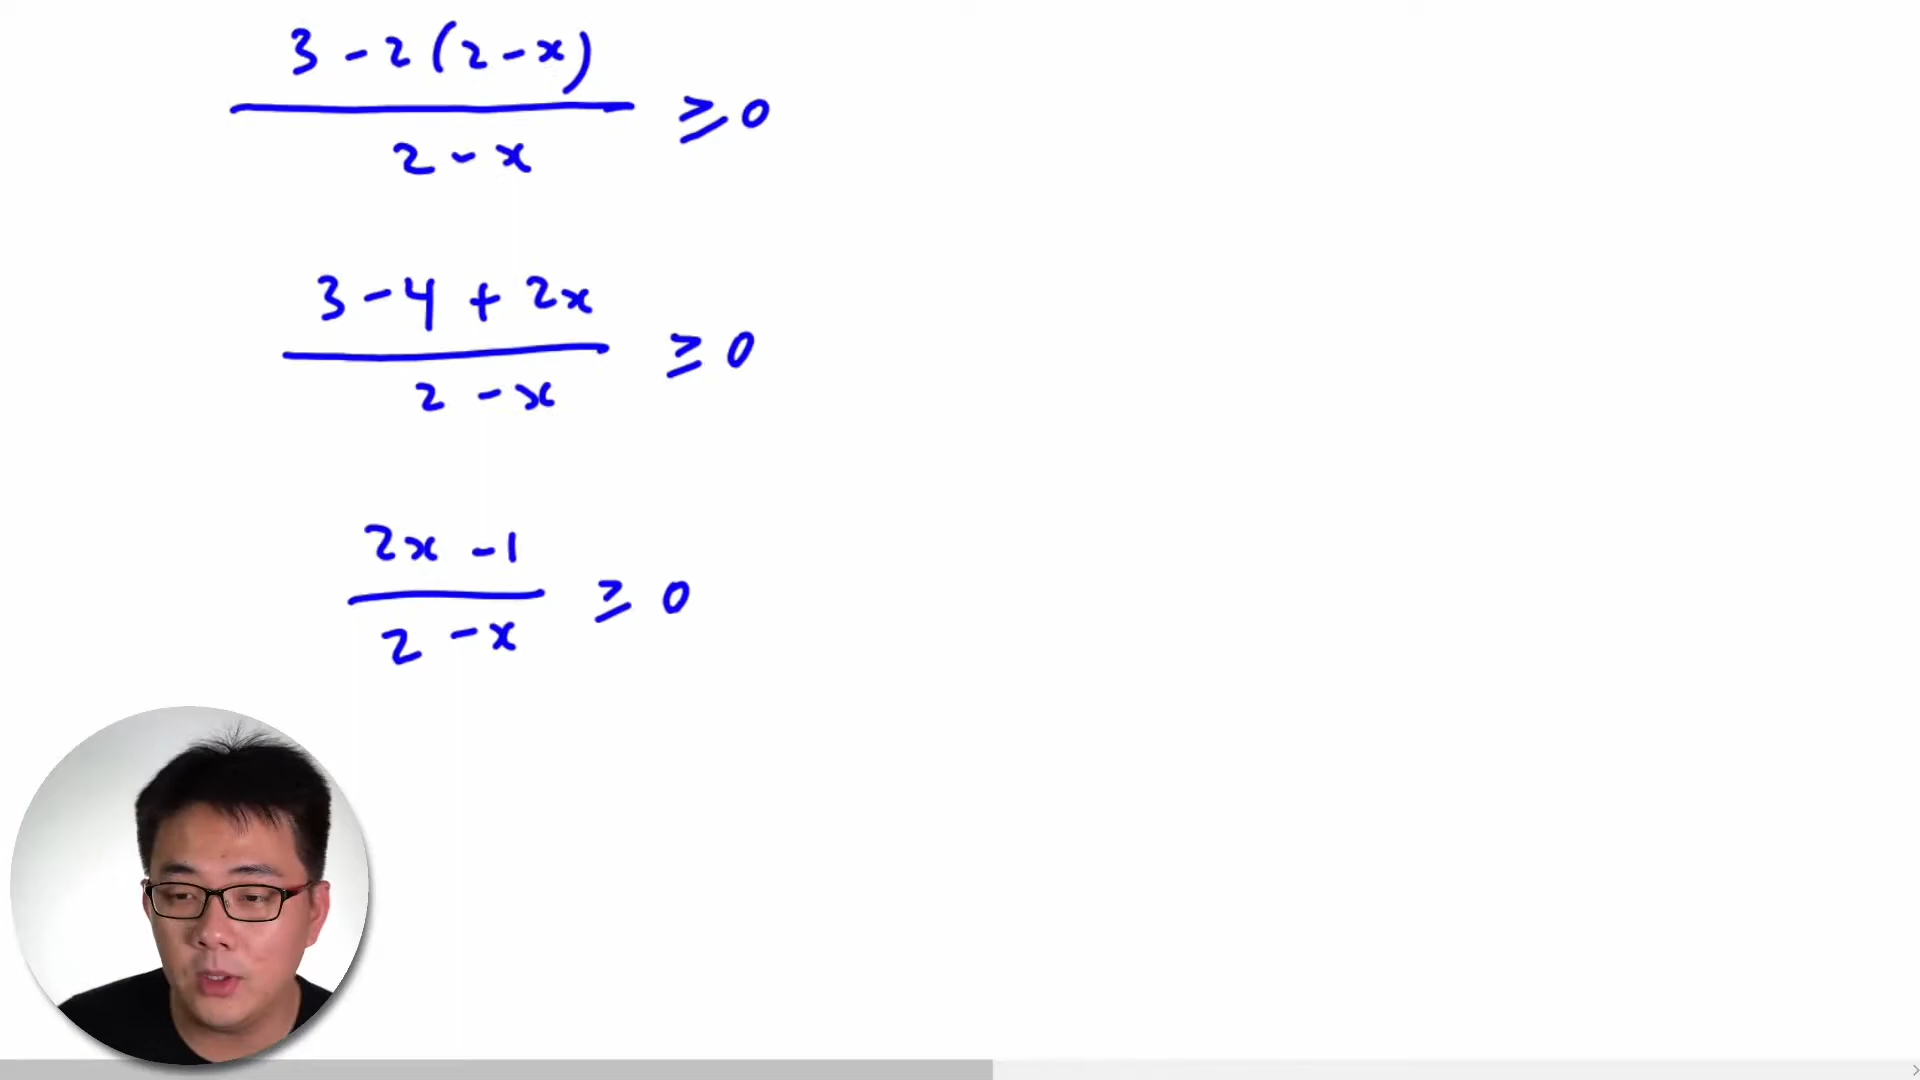 3 - 2 (2 - x)
2 - x
≥ 0
3 - 4 + 2x
2 - x
≥ 0
2x - 1
2 - x
≥ 0